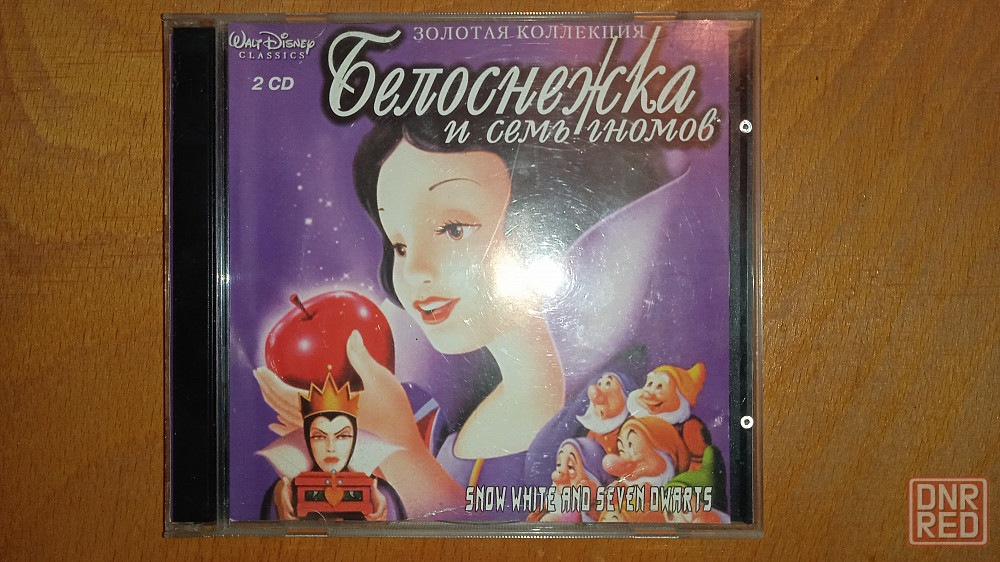 ЗОЛОТАЯ КОЛЛЕКЦИЯ
WALT DISNEY
CLASSICS
2 CD
Белоснежка
и семь гномов
SNOW WHITE AND SEVEN DWARTS
DNR
RED